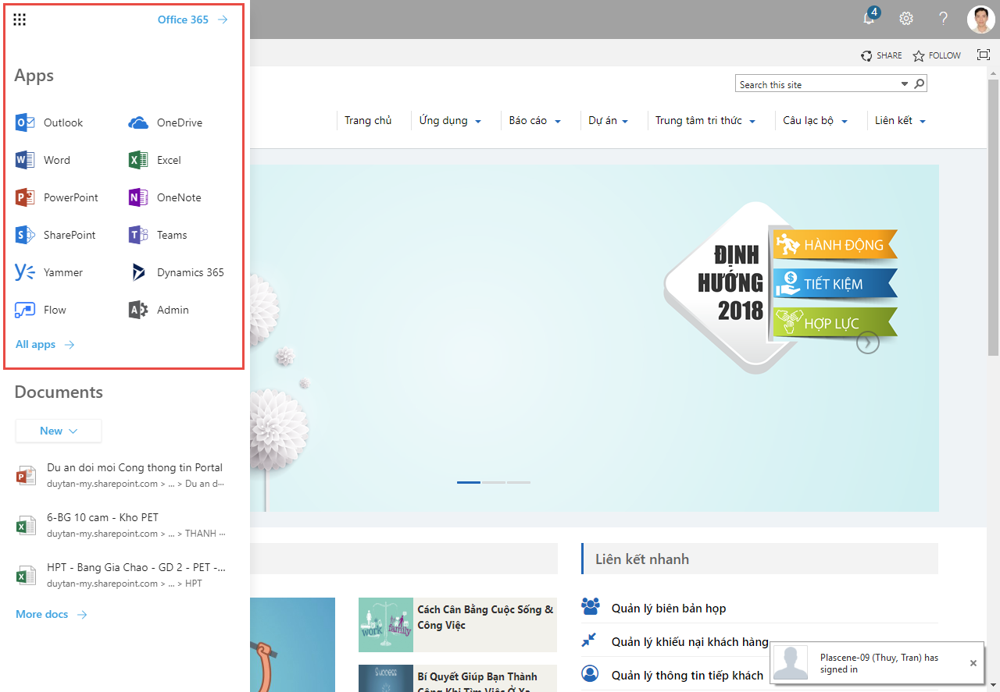 Office 365
4
SHARE
FOLLOW
Apps
Search this site
Outlook
OneDrive
Word
Excel
PowerPoint
OneNote
SharePoint
Teams
Yammer
Dynamics 365
Flow
Admin
All apps
Trang chủ
Ứng dụng
Báo cáo
Dự án
Trung tâm tri thức
Câu lạc bộ
Liên kết
ĐỊNH
HƯỚNG
2018
HÀNH ĐỘNG
TIẾT KIỆM
HỢP LỰC
Documents
New
Du an doi moi Cong thong tin Portal
duytan-my.sharepoint.com > ... > Du an d...
6-BG 10 cam - Kho PET
duytan-my.sharepoint.com > ... > THANH ...
HPT - Bang Gia Chao - GD 2 - PET -...
duytan-my.sharepoint.com > ... > HPT
More docs
work
family
Cách Cân Bằng Cuộc Sống &
Công Việc
Success
Bí Quyết Giúp Bạn Thành
Công Khi Tìm Việc Ở Xa
Liên kết nhanh
Quản lý biên bản họp
Quản lý khiếu nại khách hàng
Quản lý thông tin tiếp khách
Plascene-09 (Thuy, Tran) has
signed in